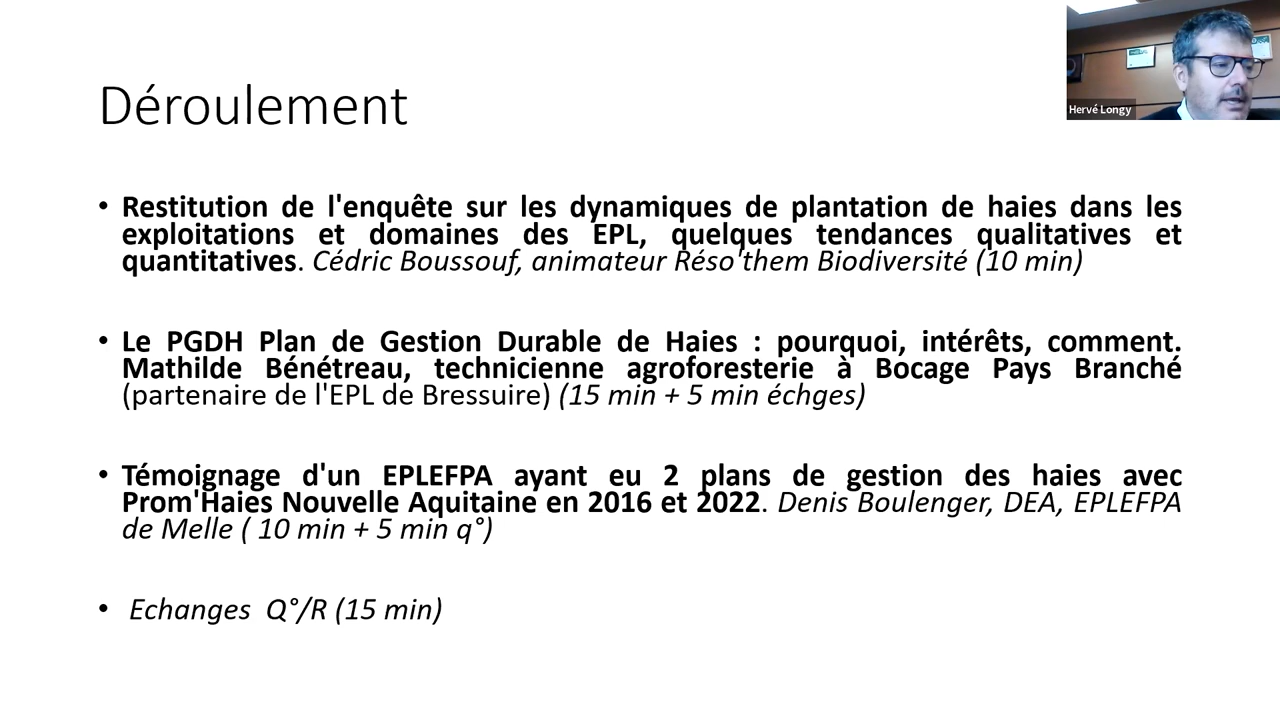 Déroulement
Hervé Longy
• Restitution de l'enquête sur les dynamiques de plantation de haies dans les
exploitations et domaines des EPL, quelques tendances qualitatives et
quantitatives. Cédric Boussouf, animateur Réso'them Biodiversité (10 min)
• Le PGDH Plan de Gestion Durable de Haies : pourquoi, intérêts, comment.
Mathilde Bénétreau, technicienne agroforesterie à Bocage Pays Branché
(partenaire de l'EPL de Bressuire) (15 min + 5 min échges)
• Témoignage d'un EPLEFPA ayant eu 2 plans de gestion des haies avec
Prom'Haies Nouvelle Aquitaine en 2016 et 2022. Denis Boulenger, DEA, EPLEFPA
de Melle ( 10 min + 5 min q°)
• Echanges Q°/R (15 min)